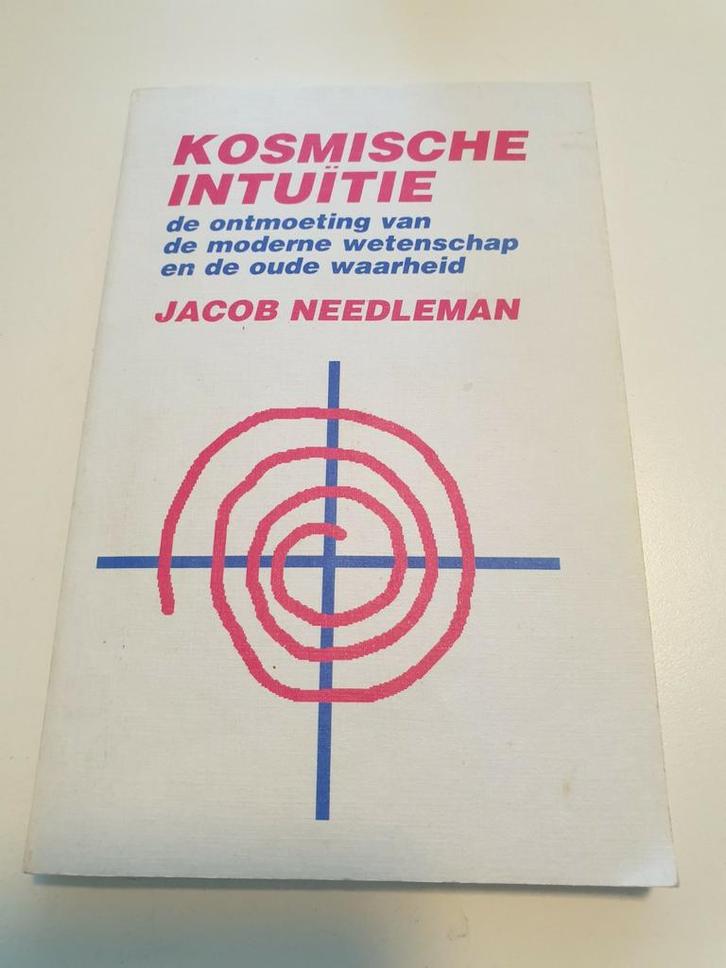 KOSMISCHE
INTUÏTIE
de ontmoeting van
de moderne wetenschap
en de oude waarheid
JACOB NEEDLEMAN